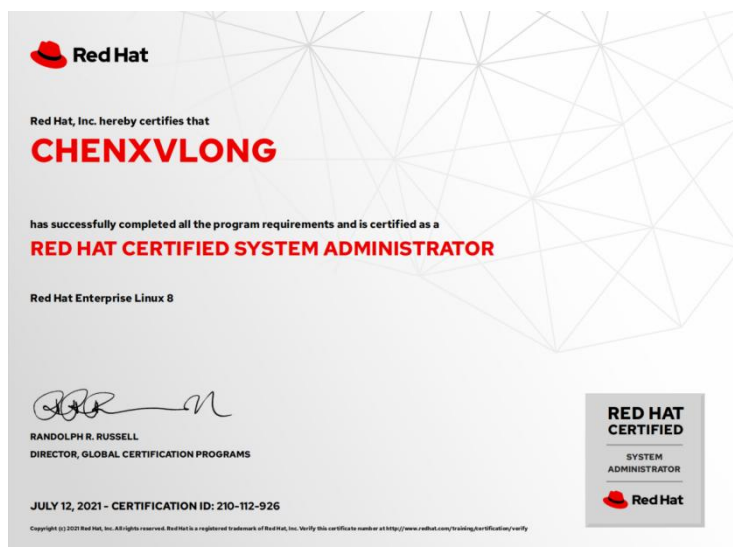 Red Hat
Red Hat, Inc. hereby certifies that
CHENXVLONG
has successfully completed all the program requirements and is certified as a
RED HAT CERTIFIED SYSTEM ADMINISTRATOR
Red Hat Enterprise Linux 8
RANDOLPH R. RUSSELL
DIRECTOR, GLOBAL CERTIFICATION PROGRAMS
JULY 12, 2021 - CERTIFICATION ID: 210-112-926
Copyright (c) 2021 Red Hat, Inc. All rights reserved. Red Hat is a registered trademark of Red Hat, Inc. Verify this certificate number at http://www.redhat.com/training/certification/verify
RED HAT
CERTIFIED
SYSTEM
ADMINISTRATOR
Red Hat